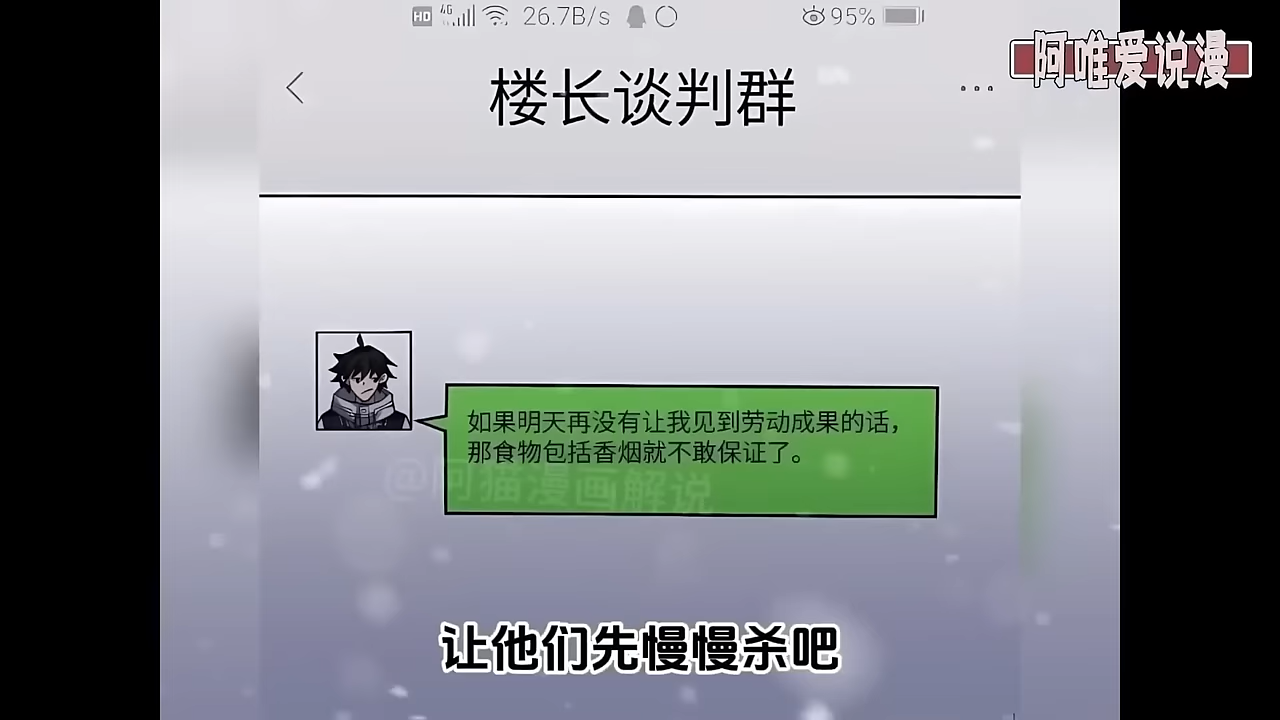 HD 4G 26.7B/s 95%
阿唯爱说漫
楼长谈判群
如果明天再没有让我见到劳动成果的话，
那食物包括香烟就不敢保证了。
@阿猫漫画解说
让他们先慢慢杀吧